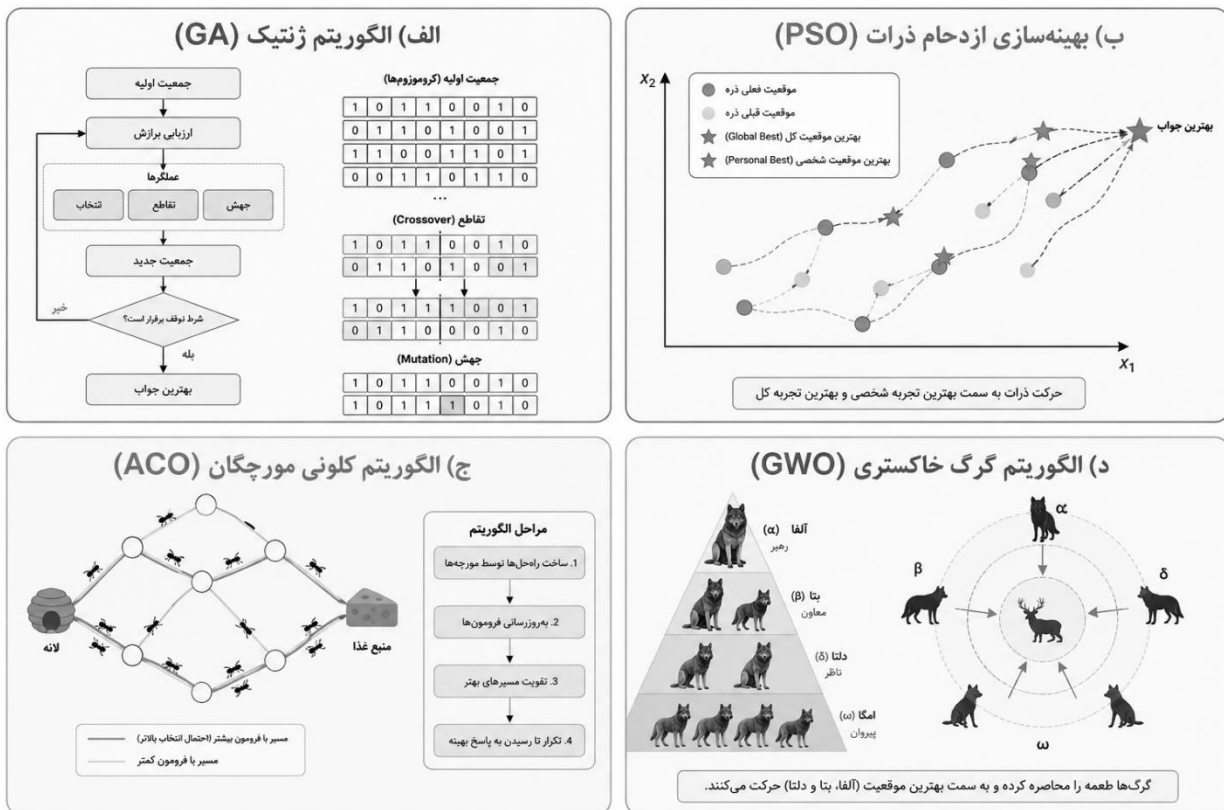 الف) الگوریتم ژنتیک (GA)
جمعیت اولیه
ارزیابی برازش
عملگرها
تنخاب
تقاطع
جهش
جمعیت جدید
شرط توقف برقرار است؟
خیر
بله
بهترین جواب
جمعیت اولیه (کروموزوم‌ها)
1 0 1 1 0 0 1 0
0 1 1 0 1 0 0 1
1 1 0 0 1 1 0 1
0 0 1 0 1 1 0
...
تقاطع (Crossover)
1 0 1 1 0 0 1 0
0 1 1 0 1 0 0 1
1 0 1 1 1 0 0 1
0 1 1 0 0 0 1 0
جهش (Mutation)
1 0 1 1 0 0 1 0
1 0 1 1 1 0 1 0
ب) بهینه‌سازی ازدحام ذرات (PSO)
X2
موقعیت فعلی ذره
موقعیت قبلی ذره
بهترین موقعیت کل (Global Best)
بهترین موقعیت شخصی (Personal Best)
بهترین جواب
X1
حرکت ذرات به سمت بهترین تجربه شخصی و بهترین تجربه کل
ج) الگوریتم کلونی مورچگان (ACO)
لانه
منبع غذا
مسیر با فرومون بیشتر (احتمال انتخاب بالاتر)
مسیر با فرومون کمتر
مراحل الگوریتم
1. ساخت راه‌حل‌ها توسط مورچه‌ها
2. به‌روزرسانی فرومون‌ها
3. تقویت مسیرهای بهتر
4. تکرار تا رسیدن به پاسخ بهینه
د) الگوریتم گرگ خاکستری (GWO)
آلفا (α)
رهبر
بتا (β)
معاون
دلتا (δ)
ناظر
امگا (ω)
پیروان
α
β
δ
ω
گرگ‌ها طعمه را محاصره کرده و به سمت بهترین موقعیت (آلفا، بتا و دلتا) حرکت می‌کنند.